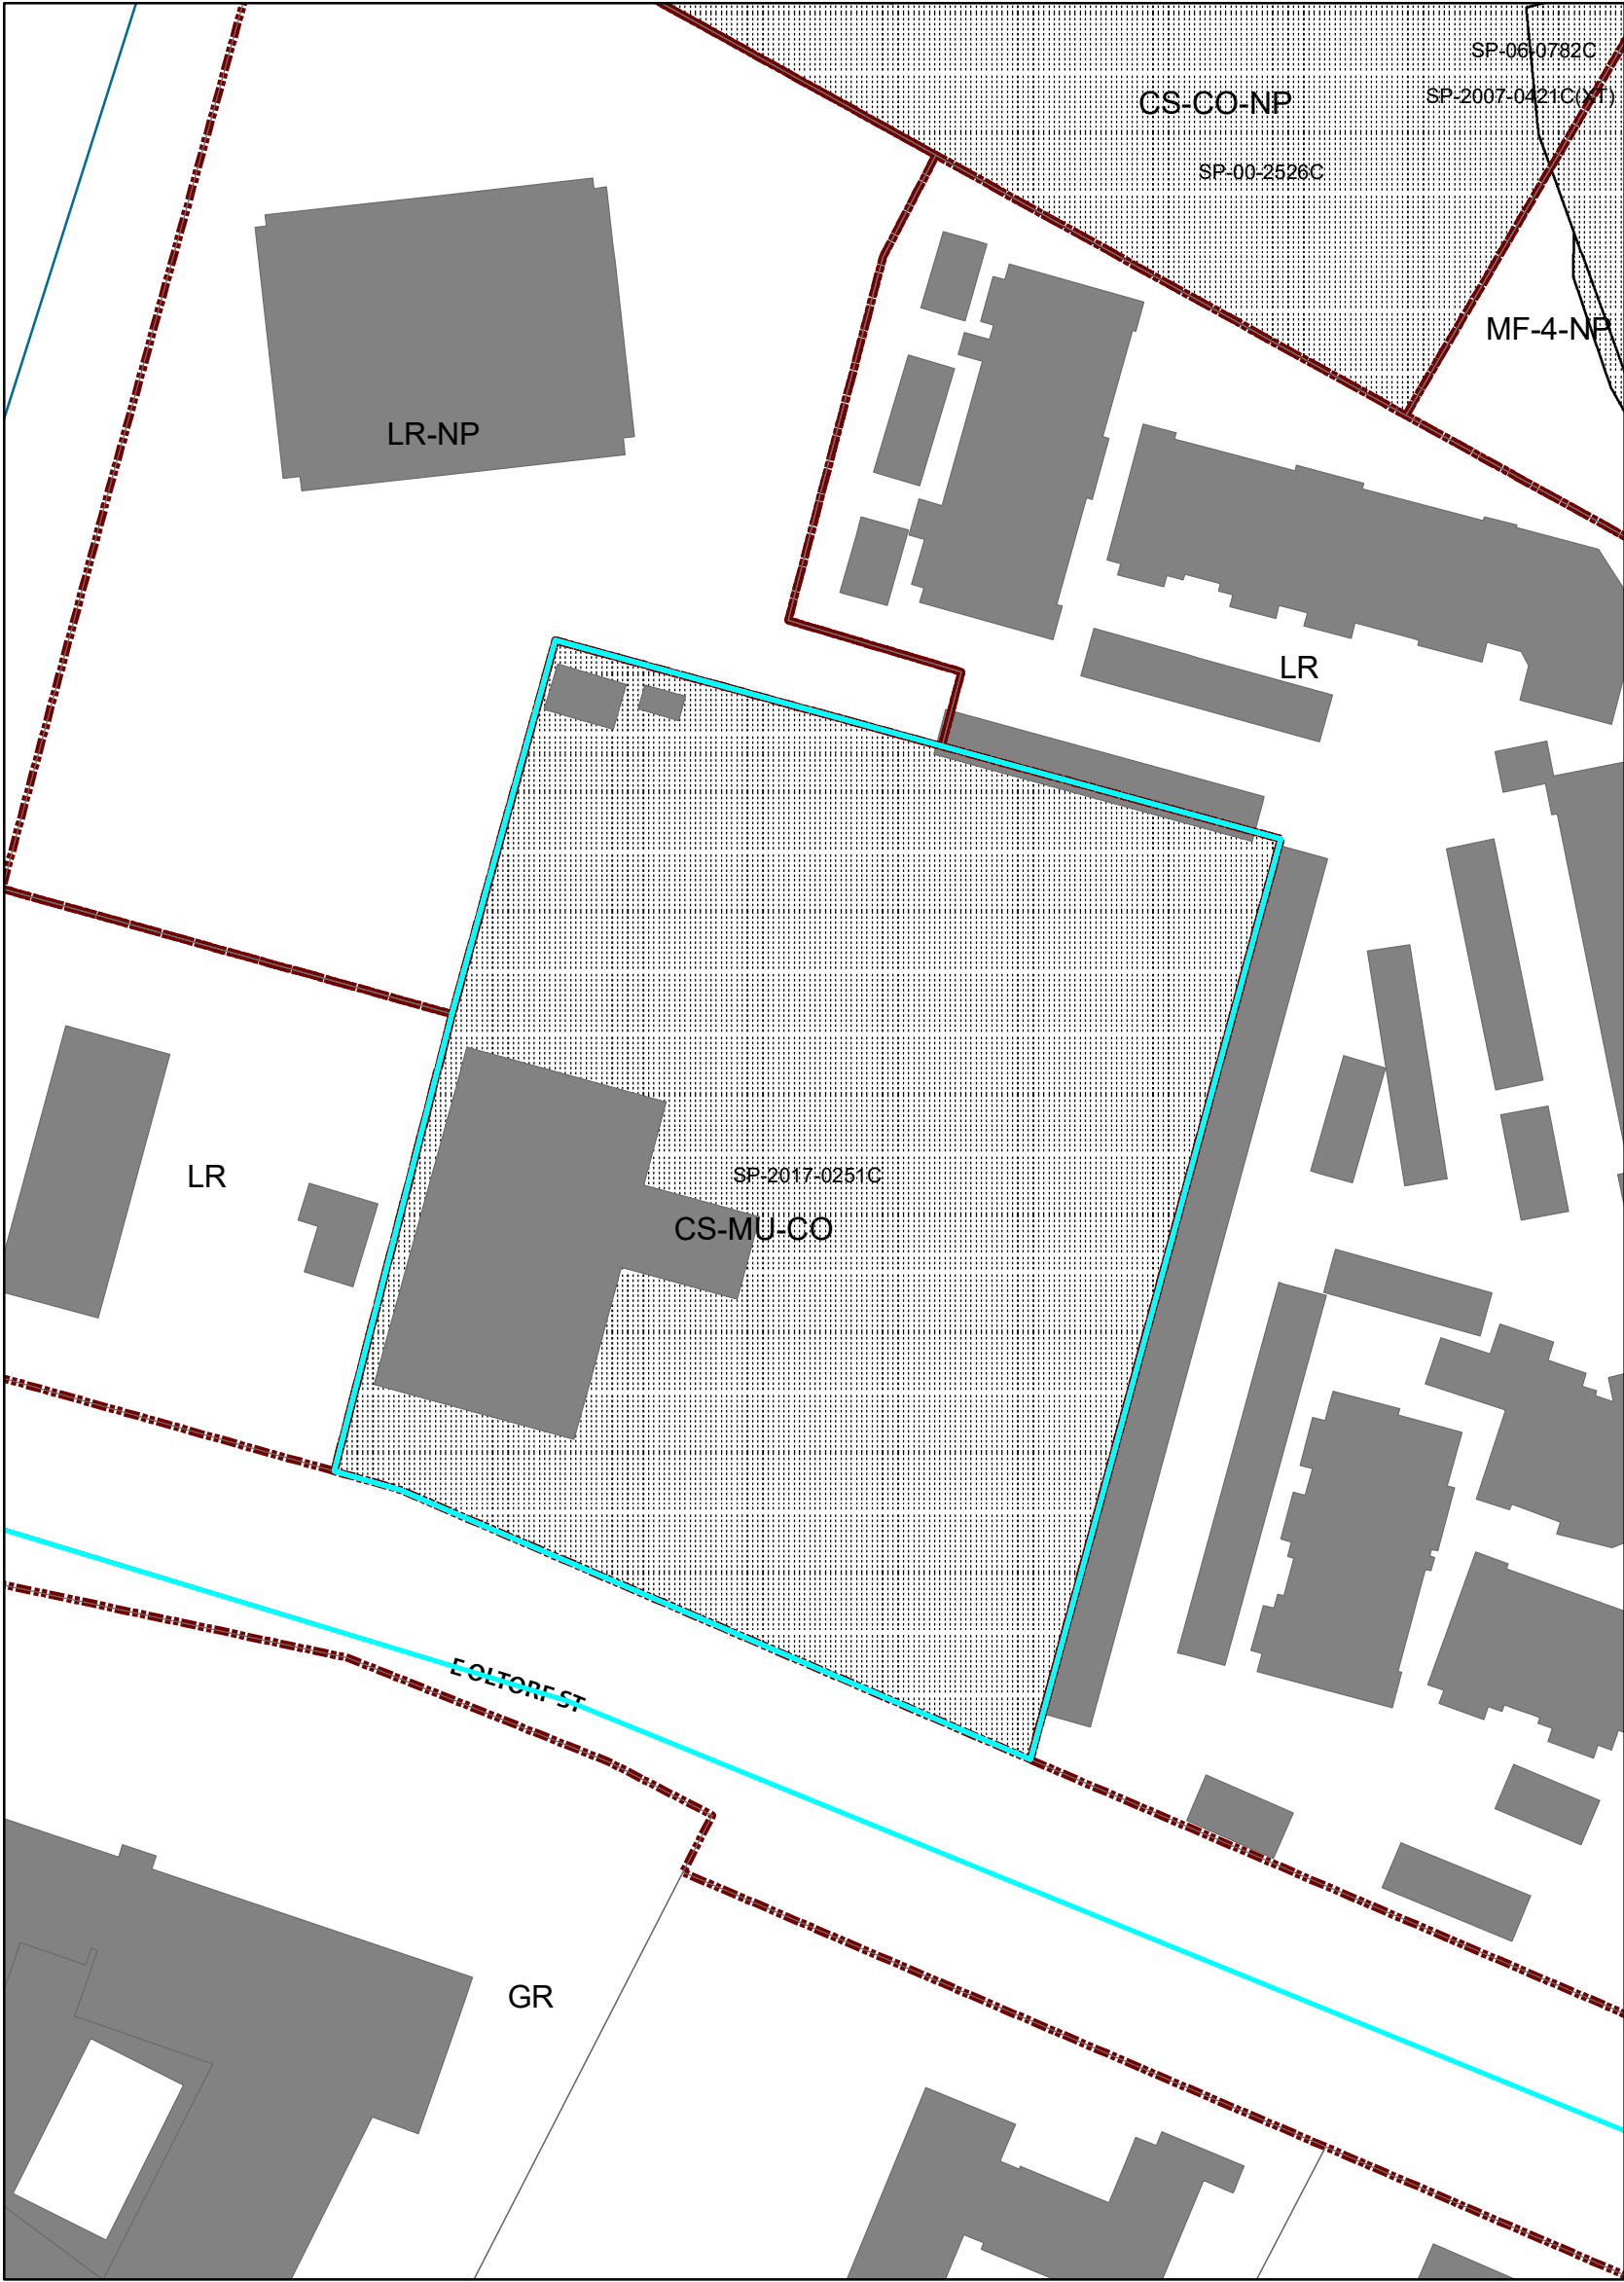 SP-06-0782C
SP-2007-0421C(XT)
CS-CO-NP
SP-00-2526C
MF-4-NP
LR-NP
LR
SP-2017-0251C
LR
CS-MU-CO
E OLTORF ST
GR